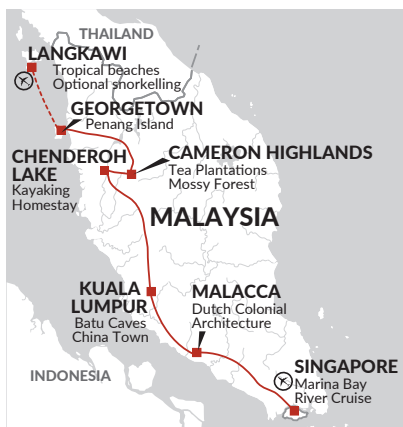 THAILAND
LANGKAWI
Tropical beaches
Optional snorkelling
GEORGETOWN
Penang Island
CHENDEROH
LAKE
Kayaking
Homestay
CAMERON HIGHLANDS
Tea Plantations
Mossy Forest
MALAYSIA
KUALA
LUMPUR
Batu Caves
China Town
MALACCA
Dutch Colonial
Architecture
INDONESIA
SINGAPORE
Marina Bay
River Cruise